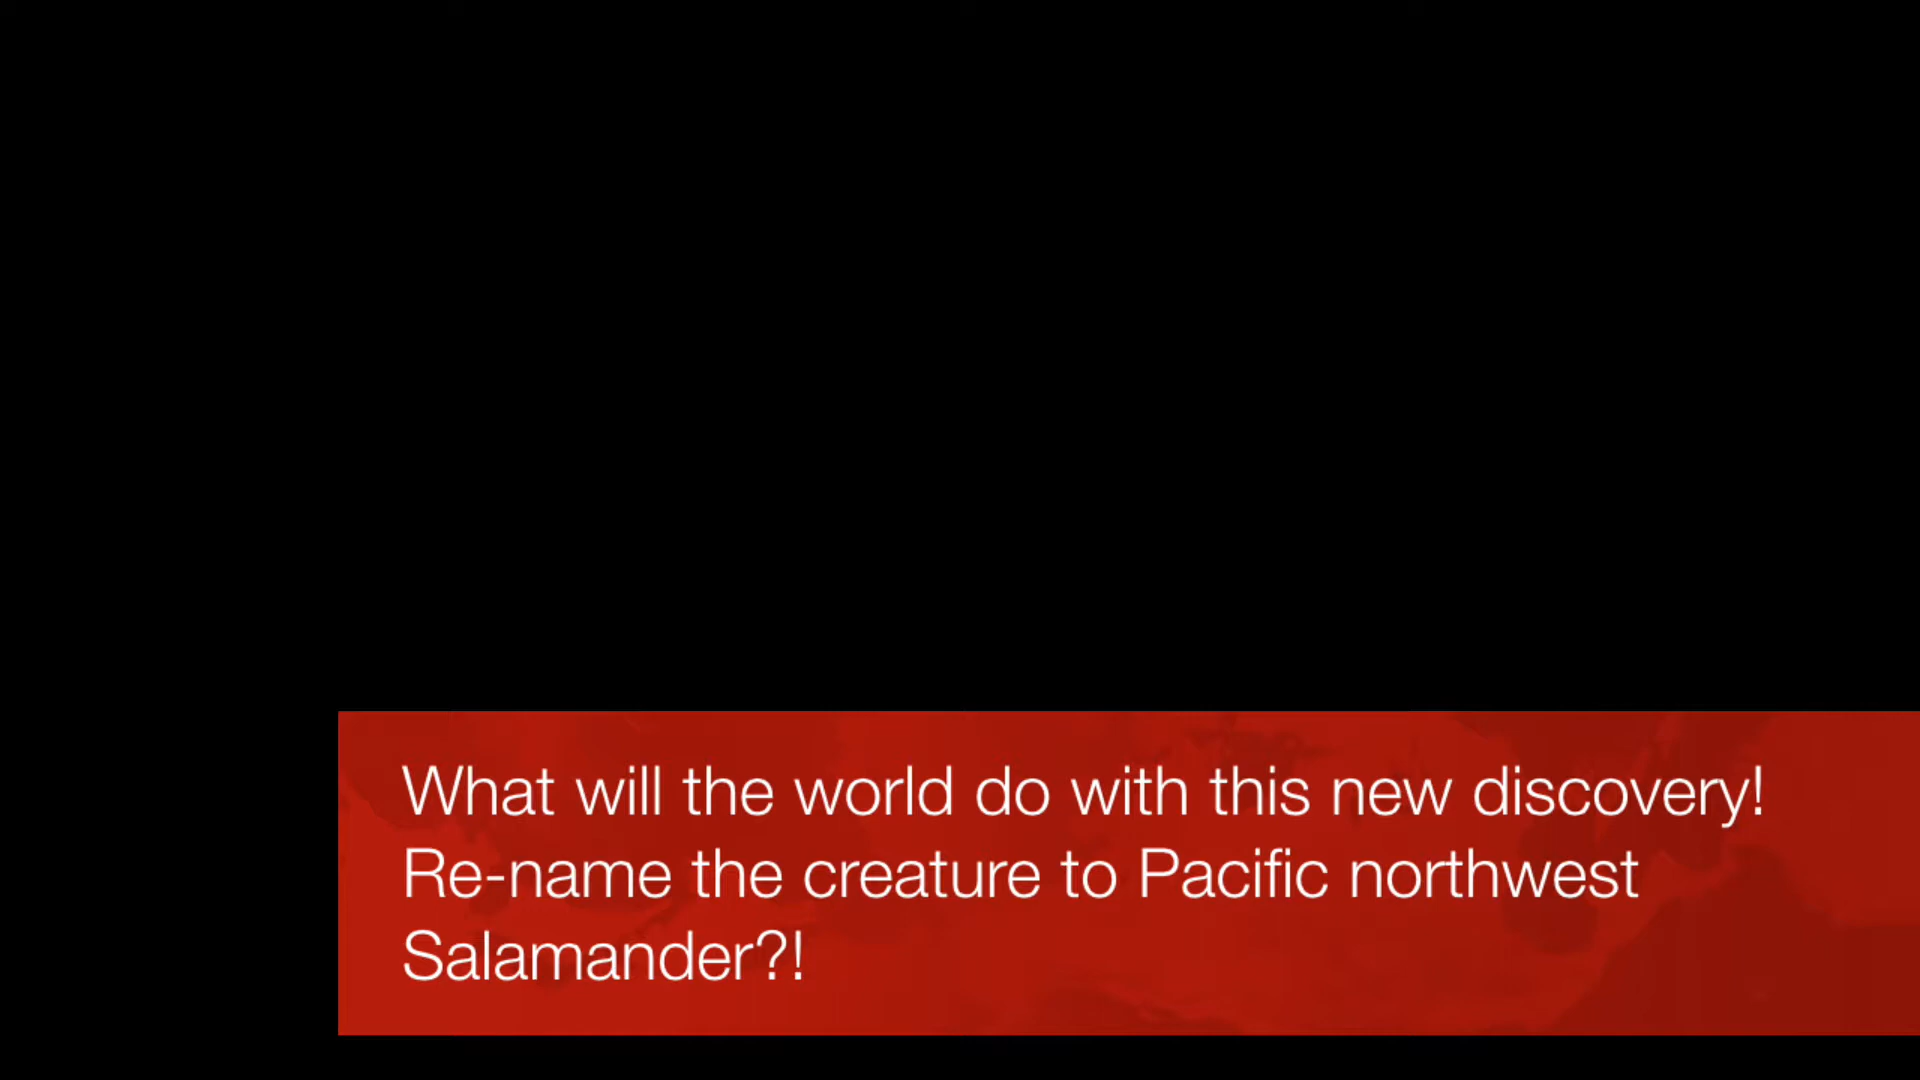 What will the world do with this new discovery!
Re-name the creature to Pacific northwest
Salamander?!